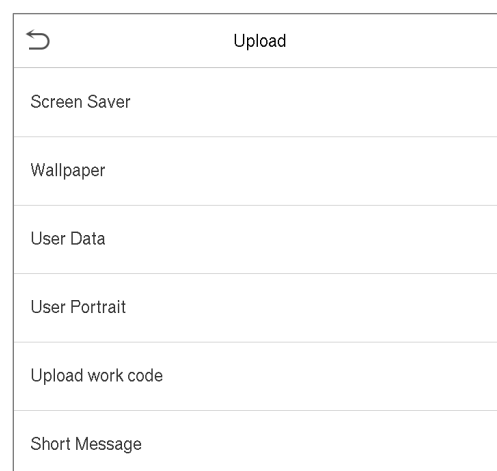 Upload
Screen Saver
Wallpaper
User Data
User Portrait
Upload work code
Short Message